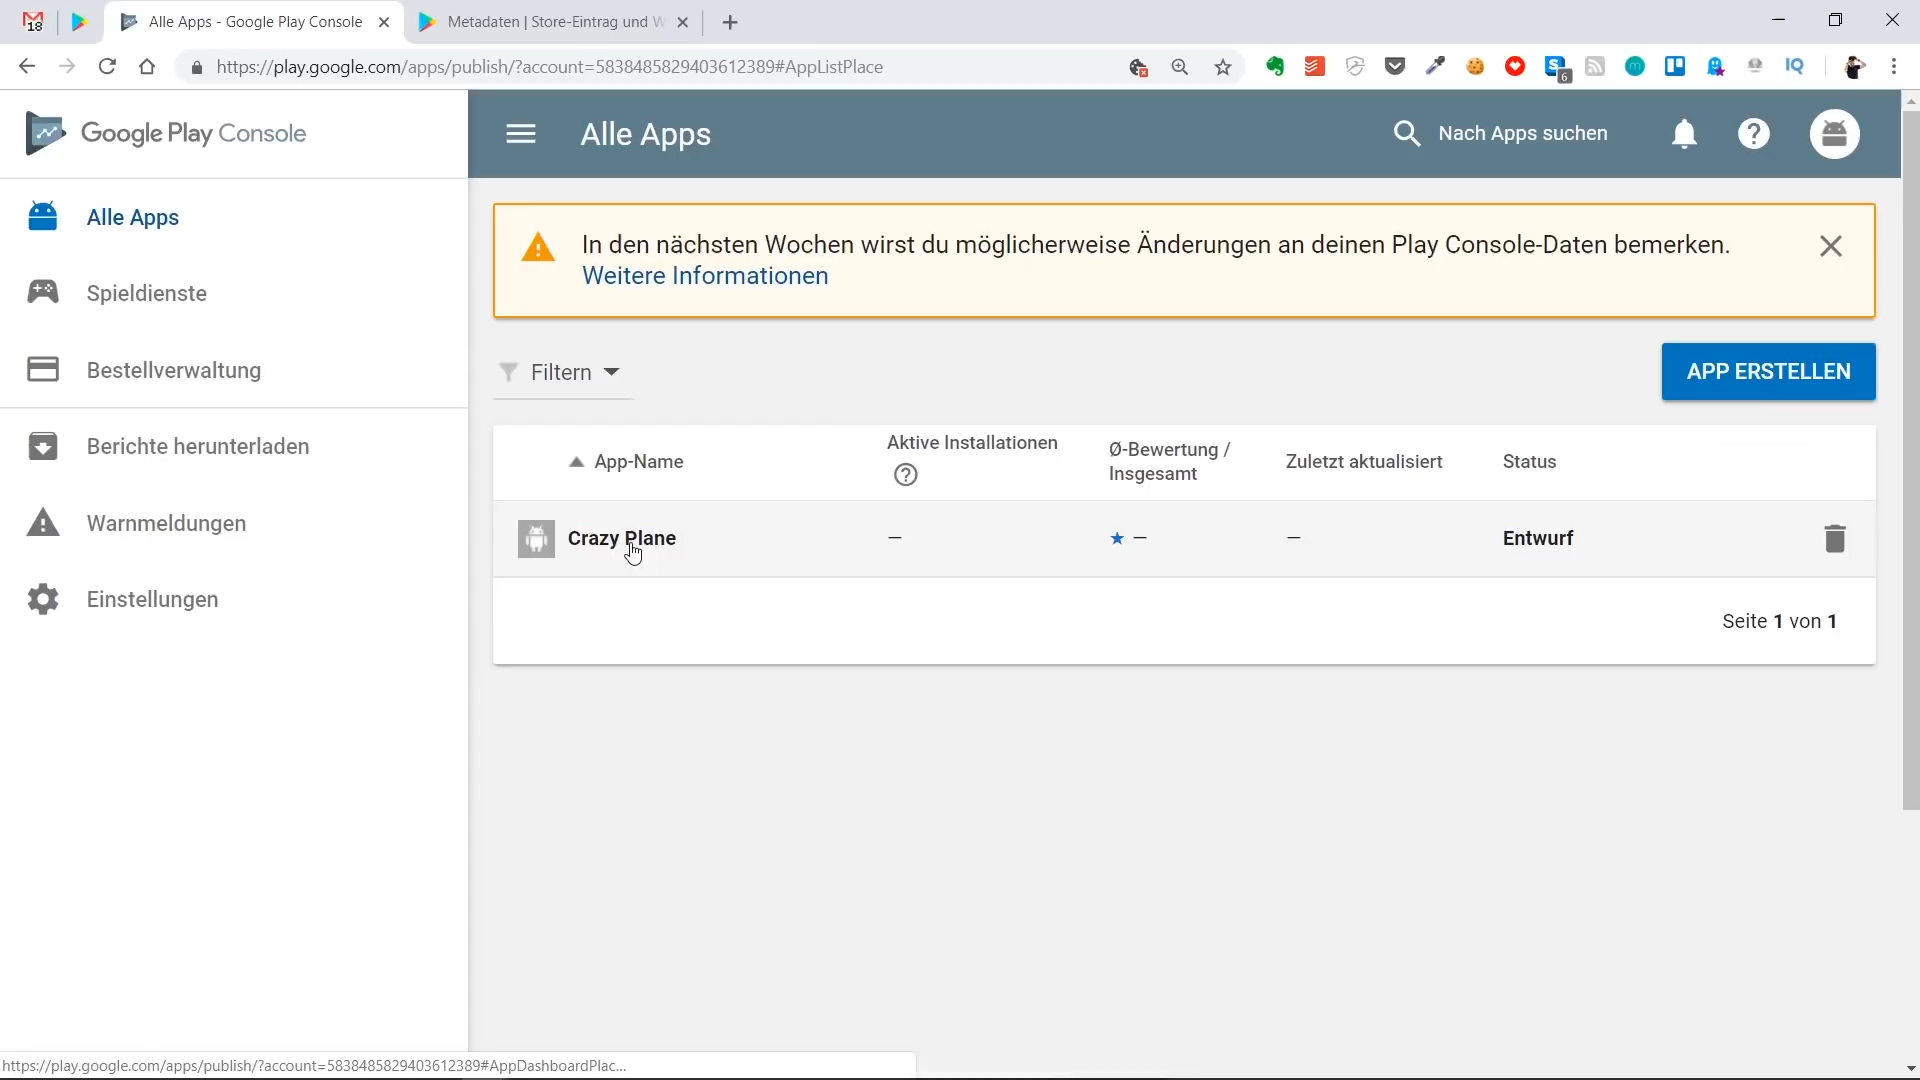 18
Alle Apps - Google Play Console
Metadaten | Store-Eintrag und W
https://play.google.com/apps/publish/?account=5838485829403612389#AppListPlace
6
IQ
Google Play Console
Alle Apps
Nach Apps suchen
Alle Apps
Spieldienste
Bestellverwaltung
Berichte herunterladen
Warnmeldungen
Einstellungen
In den nächsten Wochen wirst du möglicherweise Änderungen an deinen Play Console-Daten bemerken.
Weitere Informationen
Filtern
APP ERSTELLEN
App-Name
Aktive Installationen
Ø-Bewertung /
Insgesamt
Zuletzt aktualisiert
Status
Crazy Plane
–
–
–
Entwurf
Seite 1 von 1
https://play.google.com/apps/publish/?account=5838485829403612389#AppDashboardPlac...